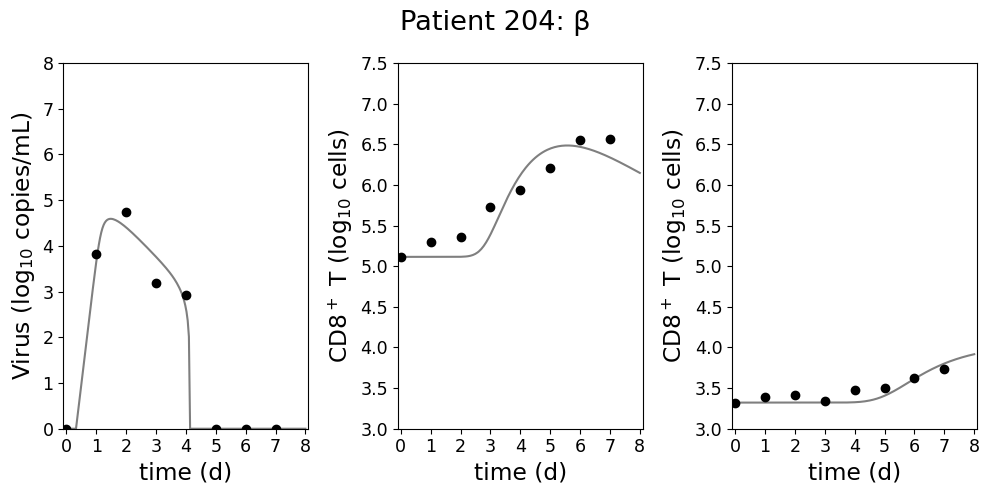 Patient 204: β
Virus (log10 copies/mL)
8
7
6
5
4
3
2
1
0
0 1 2 3 4 5 6 7 8
time (d)
CD8+ T (log10 cells)
7.5
7.0
6.5
6.0
5.5
5.0
4.5
4.0
3.5
3.0
0 1 2 3 4 5 6 7 8
time (d)
CD8+ T (log10 cells)
7.5
7.0
6.5
6.0
5.5
5.0
4.5
4.0
3.5
3.0
0 1 2 3 4 5 6 7 8
time (d)